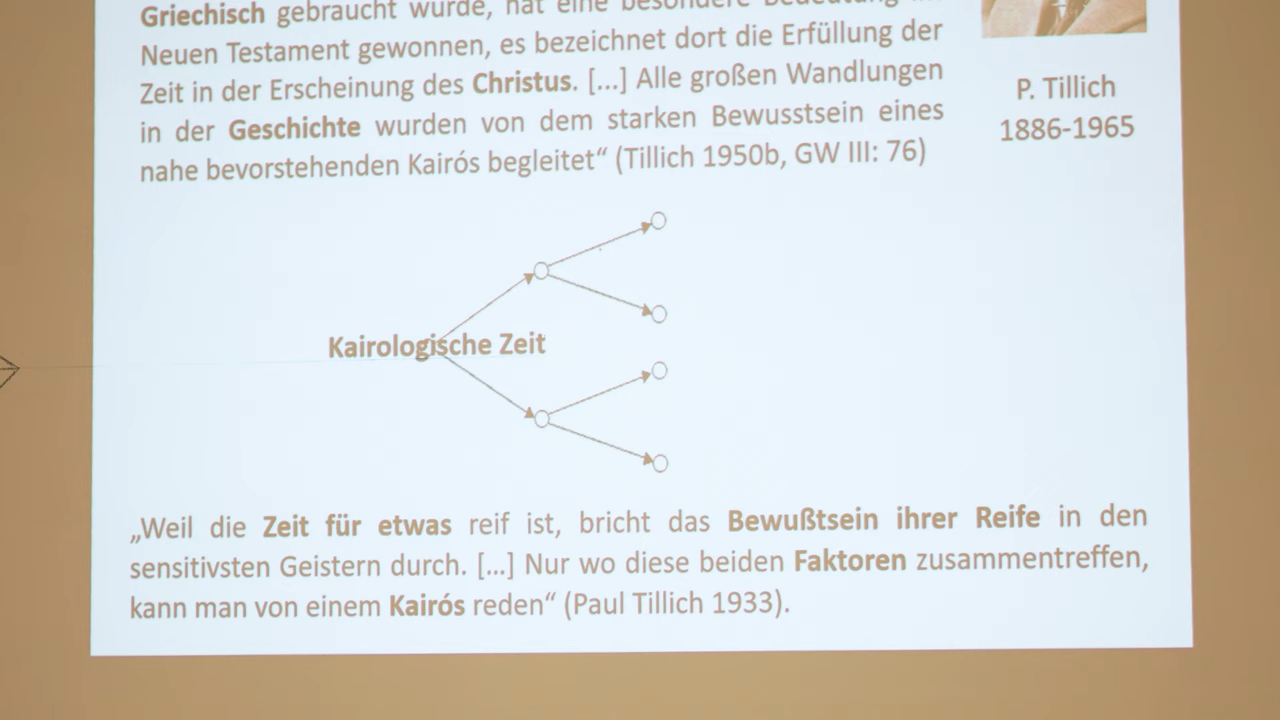 Griechisch gebraucht wurde, hat eine besondere Bedeutung im
Neuen Testament gewonnen, es bezeichnet dort die Erfüllung der
Zeit in der Erscheinung des Christus. [...] Alle großen Wandlungen
in der Geschichte wurden von dem starken Bewusstsein eines
nahe bevorstehenden Kairós begleitet“ (Tillich 1950b, GW III: 76)
P. Tillich
1886-1965
Kairologische Zeit
„Weil die Zeit für etwas reif ist, bricht das Bewußtsein ihrer Reife in den
sensitivsten Geistern durch. [...] Nur wo diese beiden Faktoren zusammentreffen,
kann man von einem Kairós reden“ (Paul Tillich 1933).